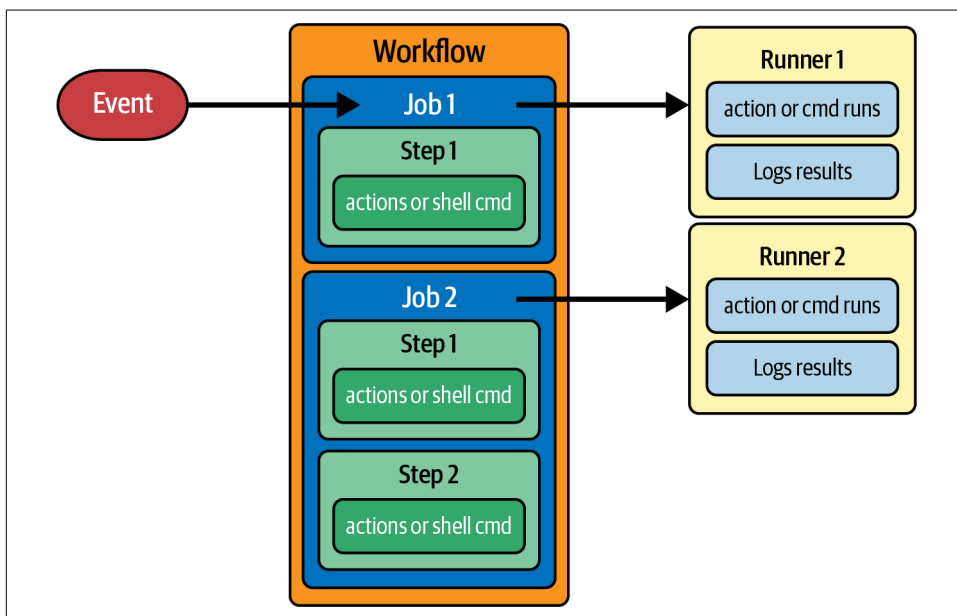 Event
Workflow
Job 1
Step 1
actions or shell cmd
Job 2
Step 1
actions or shell cmd
Step 2
actions or shell cmd
Runner 1
action or cmd runs
Logs results
Runner 2
action or cmd runs
Logs results